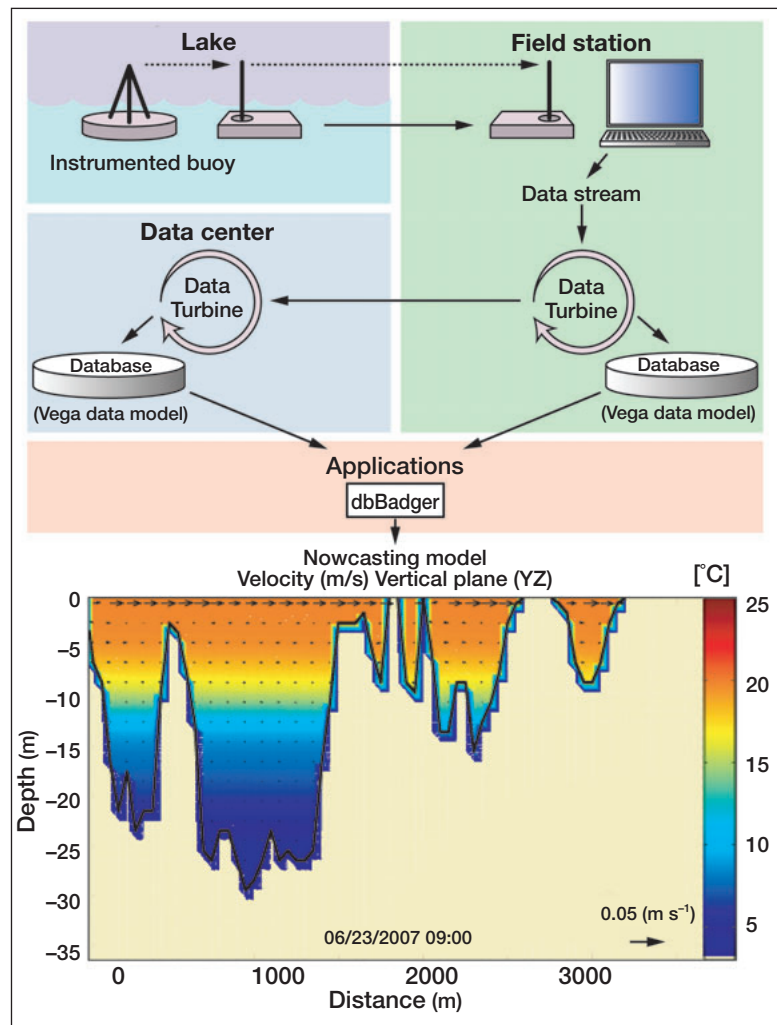 Lake
Field station
Instrumented buoy
Data stream
Data center
Data
Turbine
Data
Turbine
Database
(Vega data model)
Database
(Vega data model)
Applications
dbBadger
Nowcasting model
Velocity (m/s) Vertical plane (YZ)
[°C]
0
−5
−10
−15
−20
−25
−30
−35
Depth (m)
25
20
15
10
5
0.05 (m s⁻¹)
06/23/2007 09:00
0 1000 2000 3000
Distance (m)